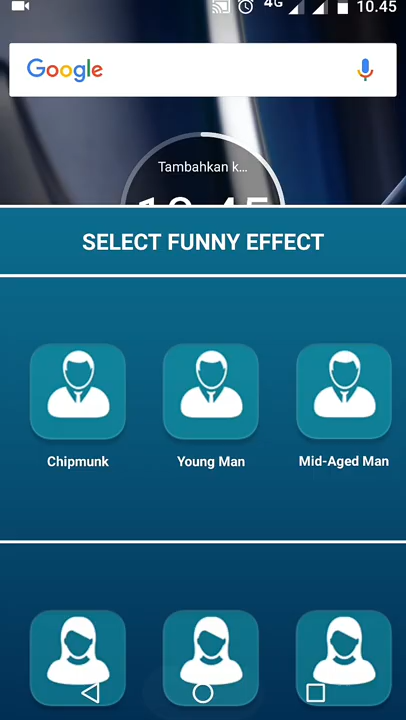 4G 10.45
Google
Tambahkan k...
SELECT FUNNY EFFECT
Chipmunk Young Man Mid-Aged Man